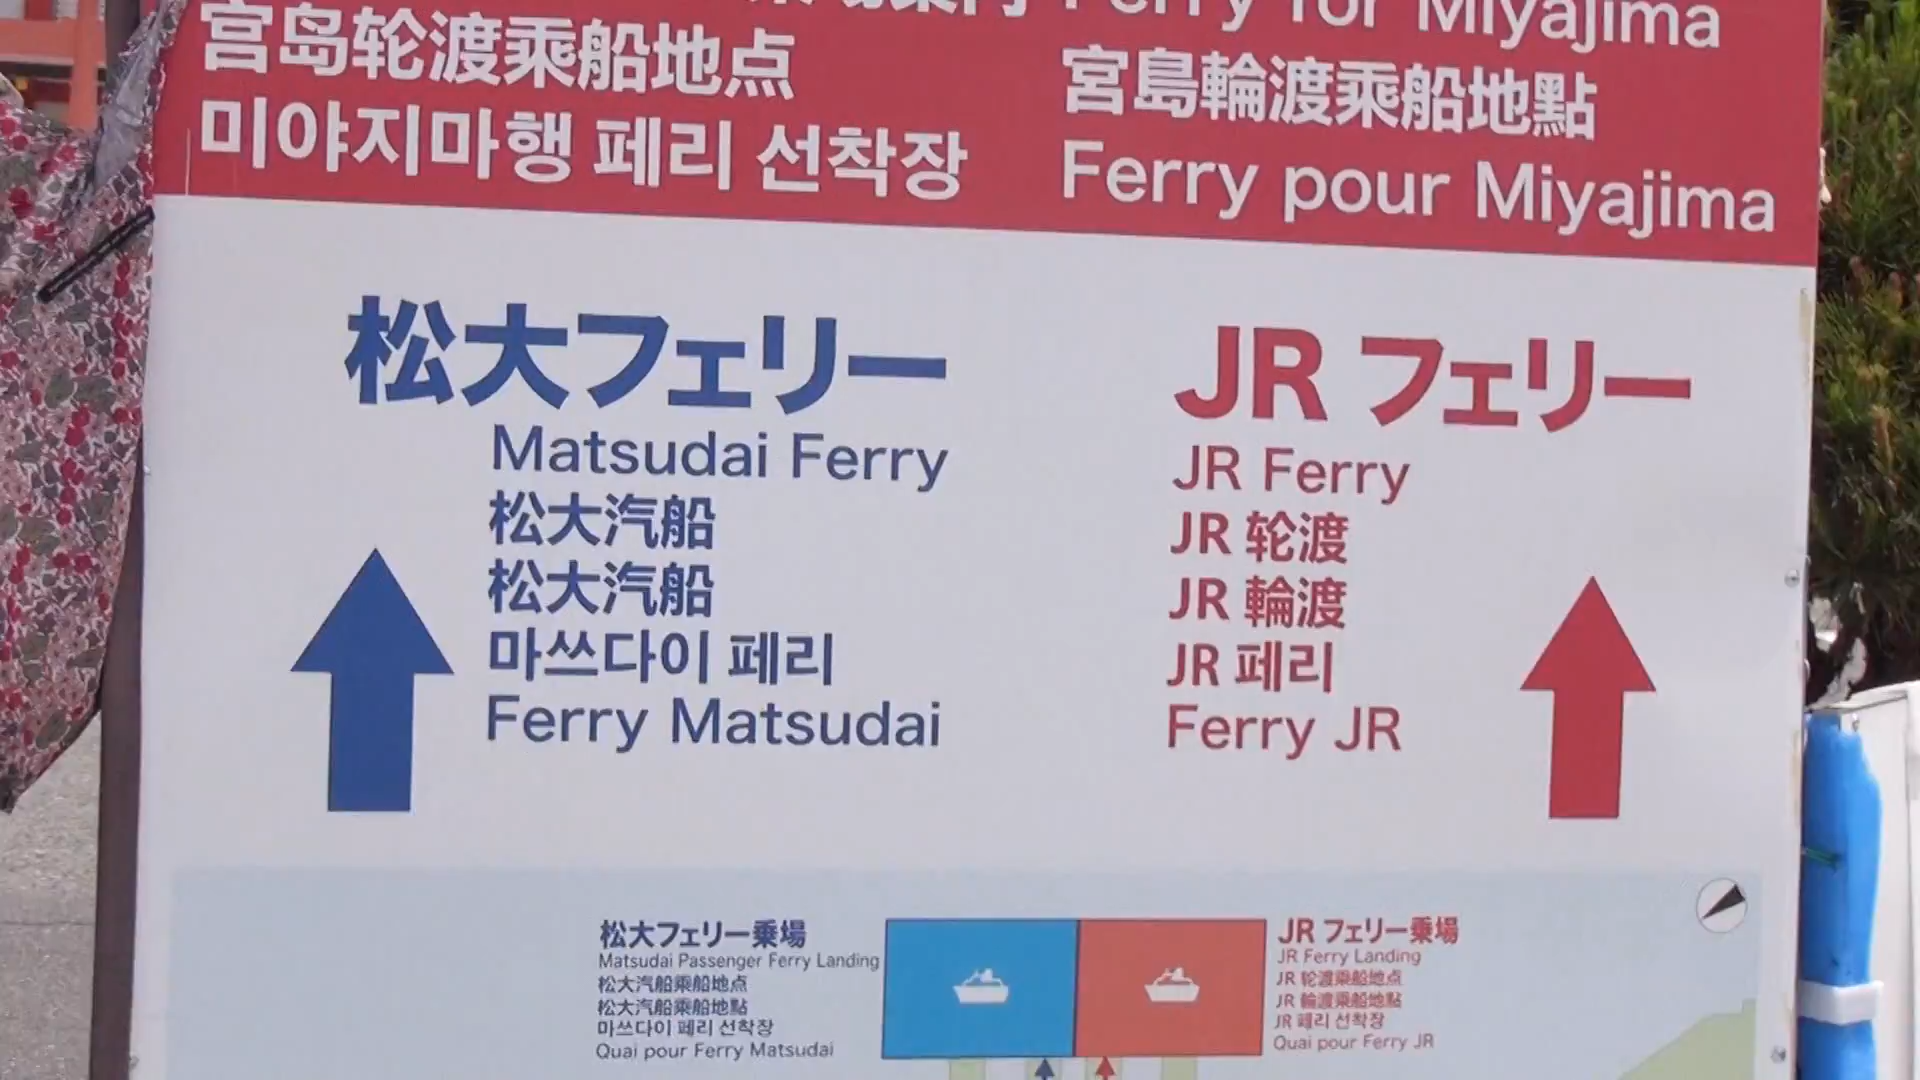 Ferry for Miyajima
宫岛轮渡乘船地点
宮島輪渡乘船地點
미야지마행 페리 선착장
Ferry pour Miyajima
松大フェリー
Matsudai Ferry
松大汽船
松大汽船
마쓰다이 페리
Ferry Matsudai
JR フェリー
JR Ferry
JR 轮渡
JR 輪渡
JR 페리
Ferry JR
松大フェリー乗場
Matsudai Passenger Ferry Landing
松大汽船乘船地点
松大汽船乘船地點
마쓰다이 페리 선착장
Quai pour Ferry Matsudai
JR フェリー乗場
JR Ferry Landing
JR 轮渡乘船地点
JR 輪渡乘船地點
JR 페리 선착장
Quai pour Ferry JR